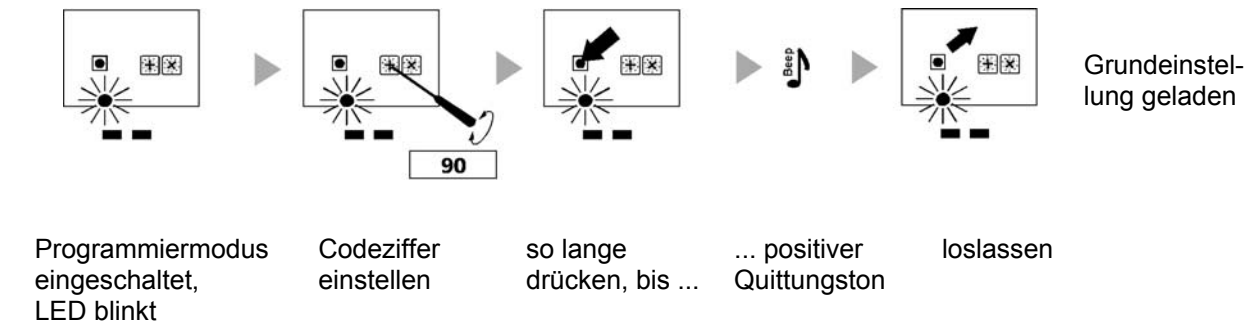 Beep
90
Grundeinstel-
lung geladen
Programmiermodus
eingeschaltet,
LED blinkt
Codeziffer
einstellen
so lange
drücken, bis ...
... positiver
Quittungston
loslassen